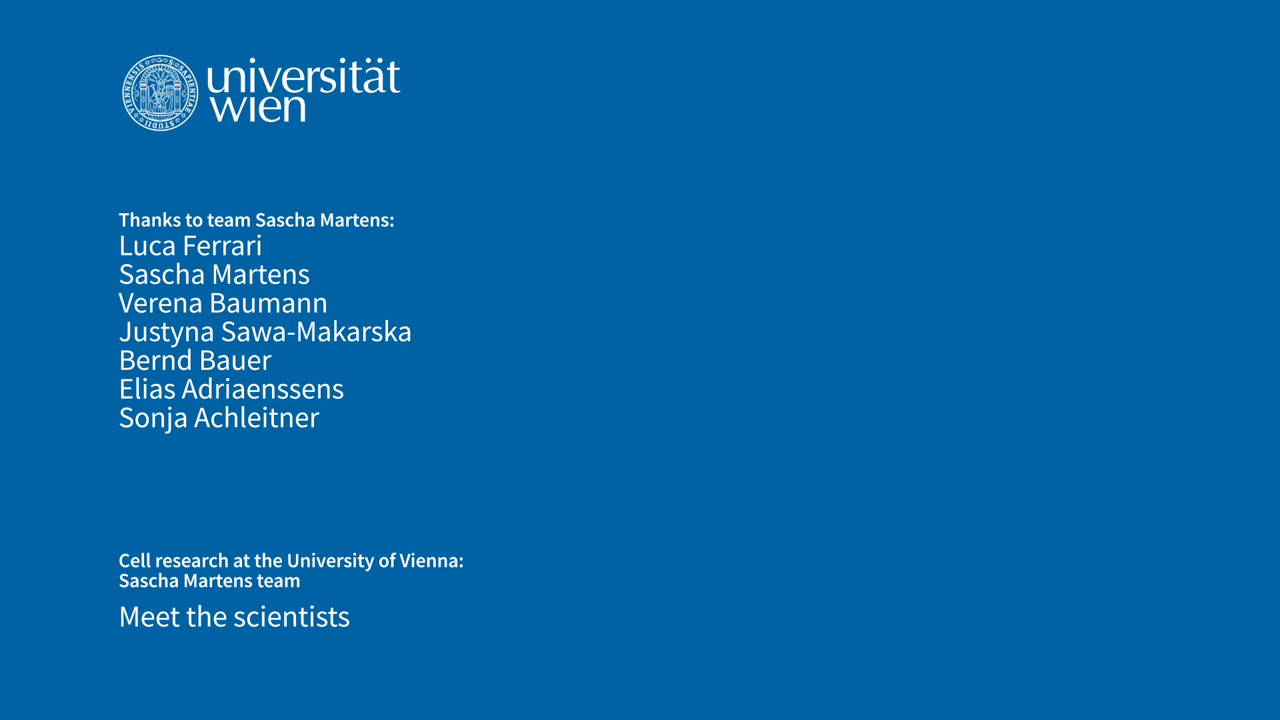 universität
wien
Thanks to team Sascha Martens:
Luca Ferrari
Sascha Martens
Verena Baumann
Justyna Sawa-Makarska
Bernd Bauer
Elias Adriaenssens
Sonja Achleitner
Cell research at the University of Vienna:
Sascha Martens team
Meet the scientists